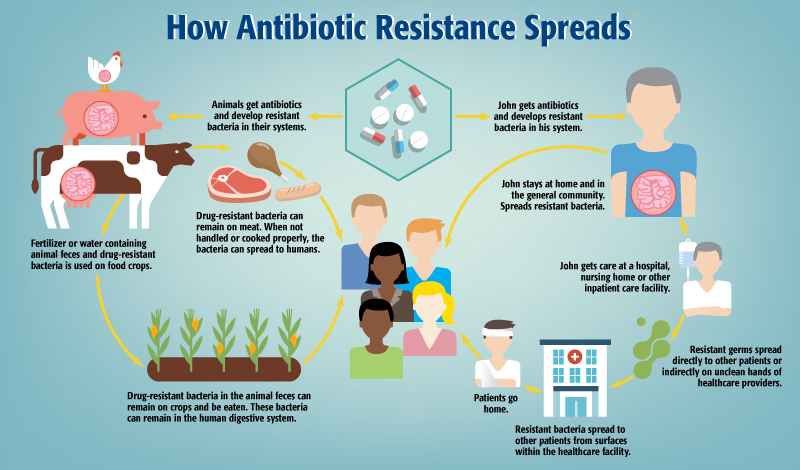 How Antibiotic Resistance Spreads
Animals get antibiotics
and develop resistant
bacteria in their systems.
John gets antibiotics
and develops resistant
bacteria in his system.
Drug-resistant bacteria can
remain on meat. When not
handled or cooked properly, the
bacteria can spread to humans.
John stays at home and in
the general community.
Spreads resistant bacteria.
Fertilizer or water containing
animal feces and drug-resistant
bacteria is used on food crops.
John gets care at a hospital,
nursing home or other
inpatient care facility.
Resistant germs spread
directly to other patients or
indirectly on unclean hands of
healthcare providers.
Drug-resistant bacteria in the animal feces can
remain on crops and be eaten. These bacteria
can remain in the human digestive system.
Patients go
home.
Resistant bacteria spread to
other patients from surfaces
within the healthcare facility.